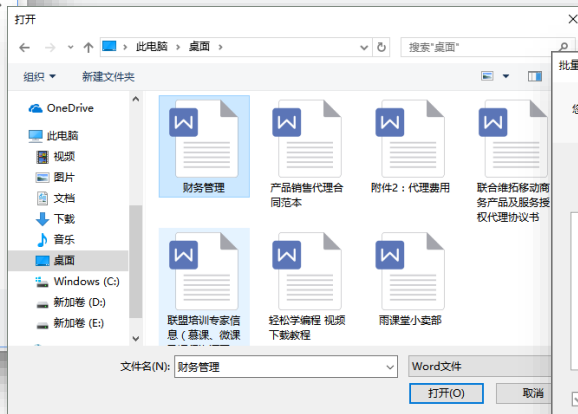 打开
此电脑 › 桌面 ›
搜索"桌面"
组织
新建文件夹
批量
OneDrive
此电脑
视频
图片
文档
下载
音乐
桌面
Windows (C:)
新加卷 (D:)
新加卷 (E:)
财务管理
产品销售代理合
同范本
附件2：代理费用
联合维拓移动商
务产品及服务授
权代理协议书
联盟培训专家信
息（慕课、微课
轻松学编程 视频
下载教程
雨课堂小卖部
文件名(N):
财务管理
Word文件
打开(O)
取消